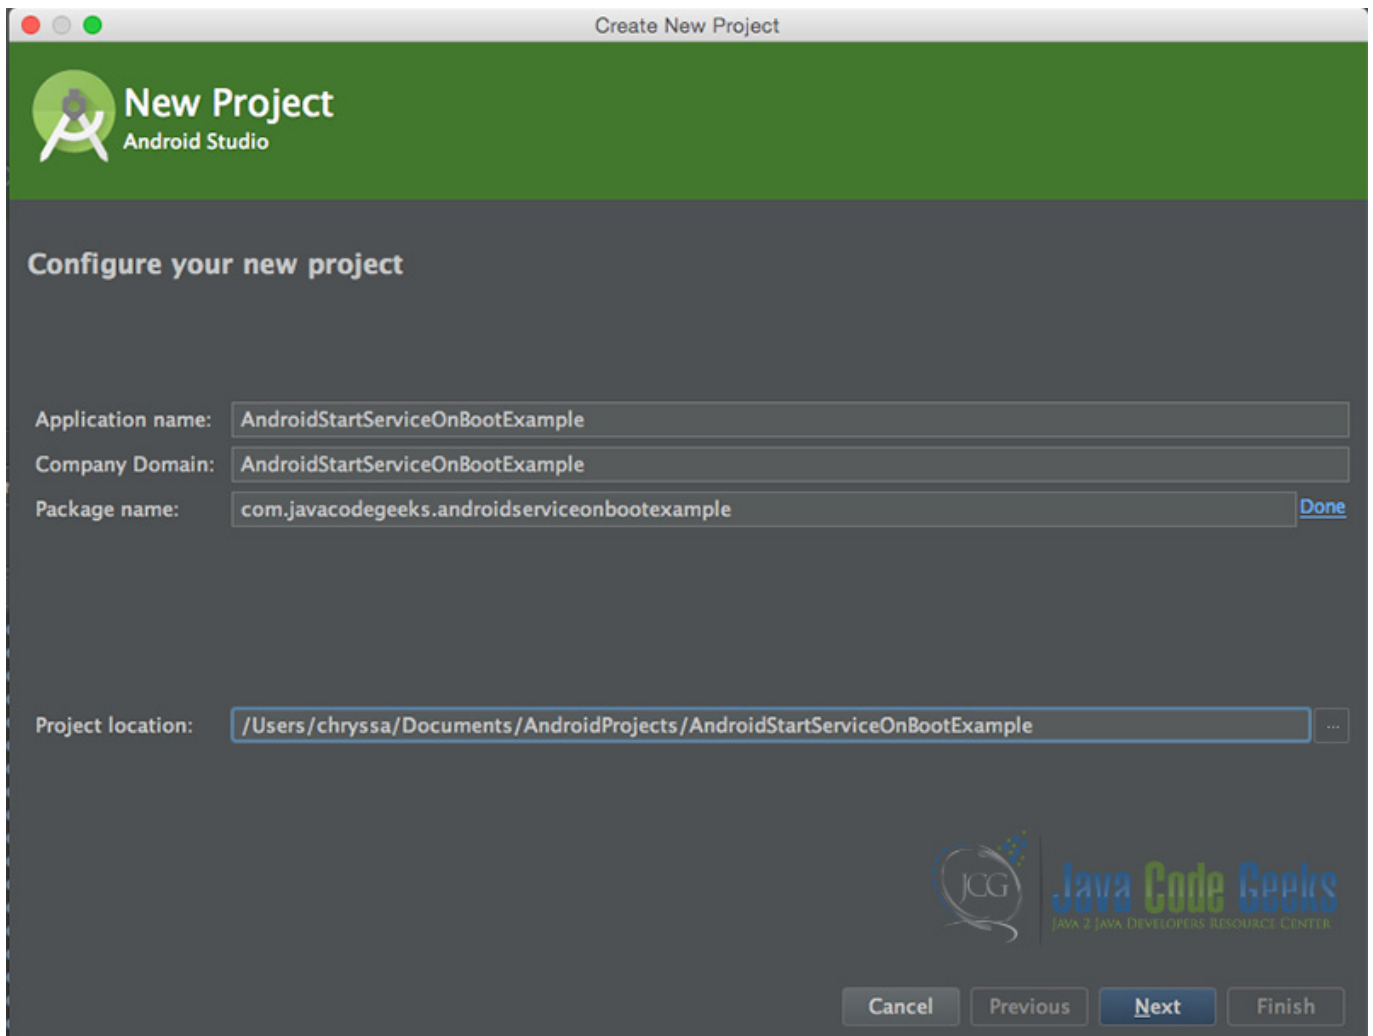 Create New Project
New Project
Android Studio
Configure your new project
Application name: AndroidStartServiceOnBootExample
Company Domain: AndroidStartServiceOnBootExample
Package name: com.javacodegeeks.androidserviceonbootexample Done
Project location: /Users/chryssa/Documents/AndroidProjects/AndroidStartServiceOnBootExample ...
JCG Java Code Geeks
JAVA 2 JAVA DEVELOPERS RESOURCE CENTER
Cancel Previous Next Finish